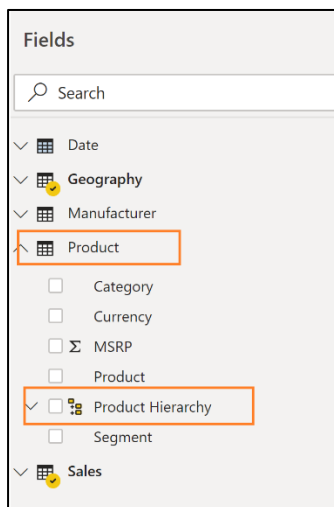 Fields
Search
Date
Geography
Manufacturer
Product
Category
Currency
Σ MSRP
Product
Product Hierarchy
Segment
Sales